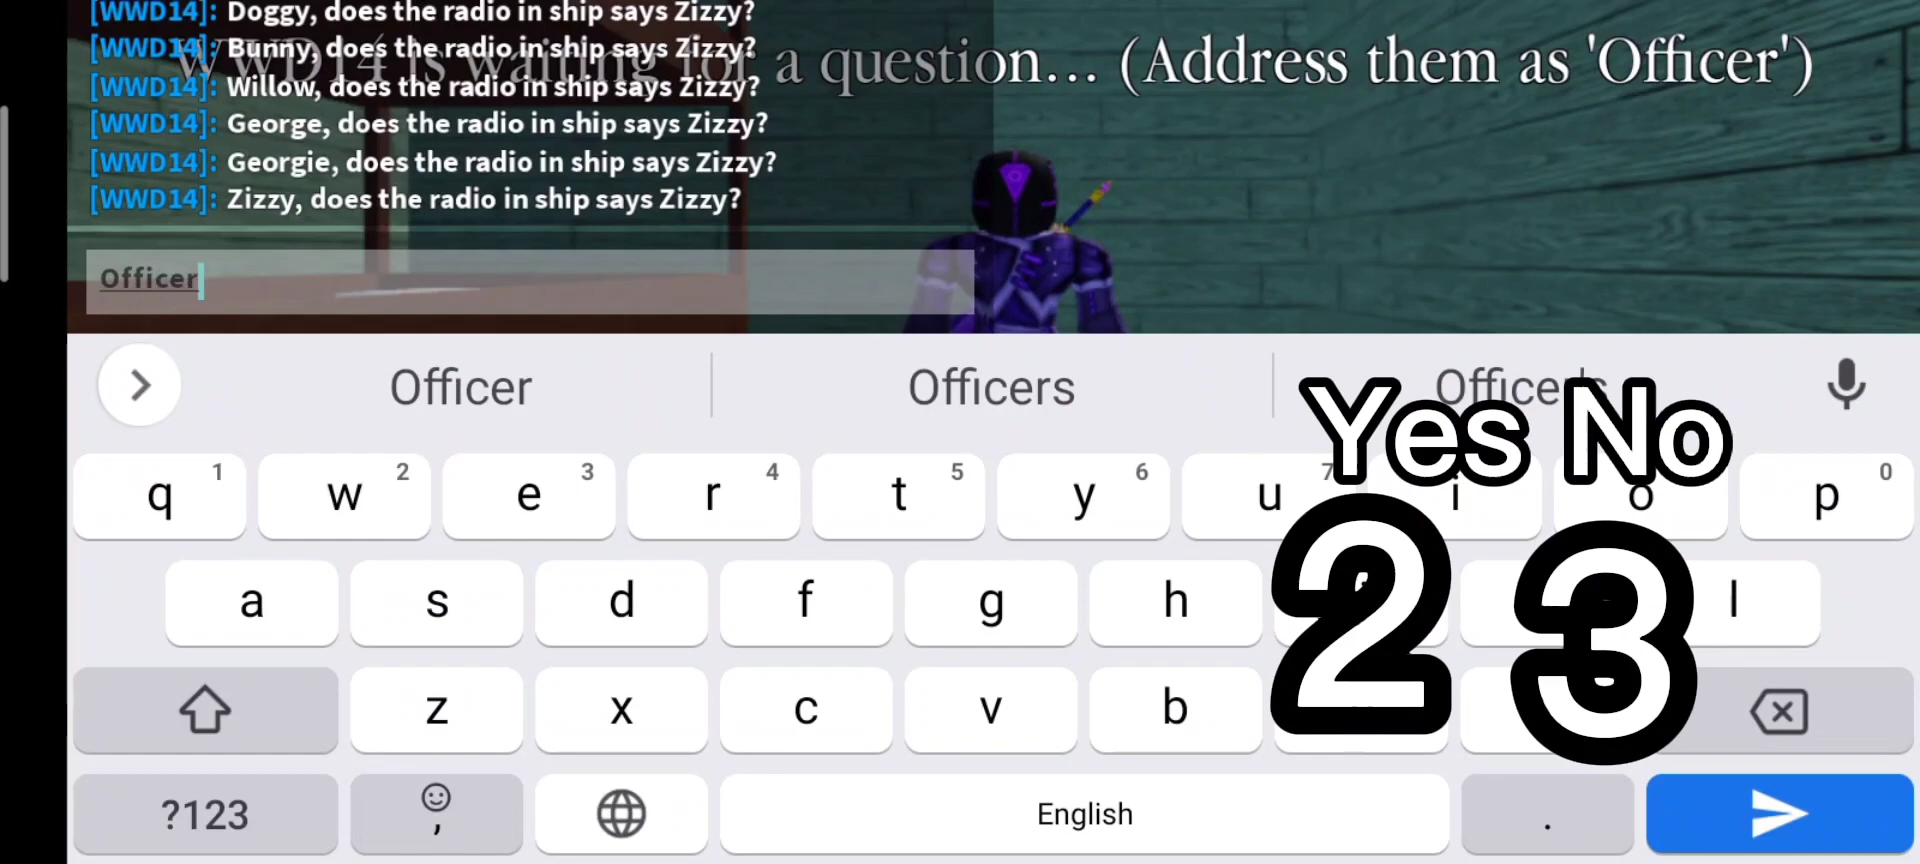 [WWD14]: Doggy, does the radio in ship says Zizzy?
[WWD14]: Bunny, does the radio in ship says Zizzy?
WWD14 is waiting for a question... (Address them as 'Officer')
[WWD14]: Willow, does the radio in ship says Zizzy?
[WWD14]: George, does the radio in ship says Zizzy?
[WWD14]: Georgie, does the radio in ship says Zizzy?
[WWD14]: Zizzy, does the radio in ship says Zizzy?
Officer
Officer Officers
Yes No
q 1 w 2 e 3 r 4 t 5 y 6 u 7 i o p 0
2 3
a s d f g h l
z x c v b
?123 , English .